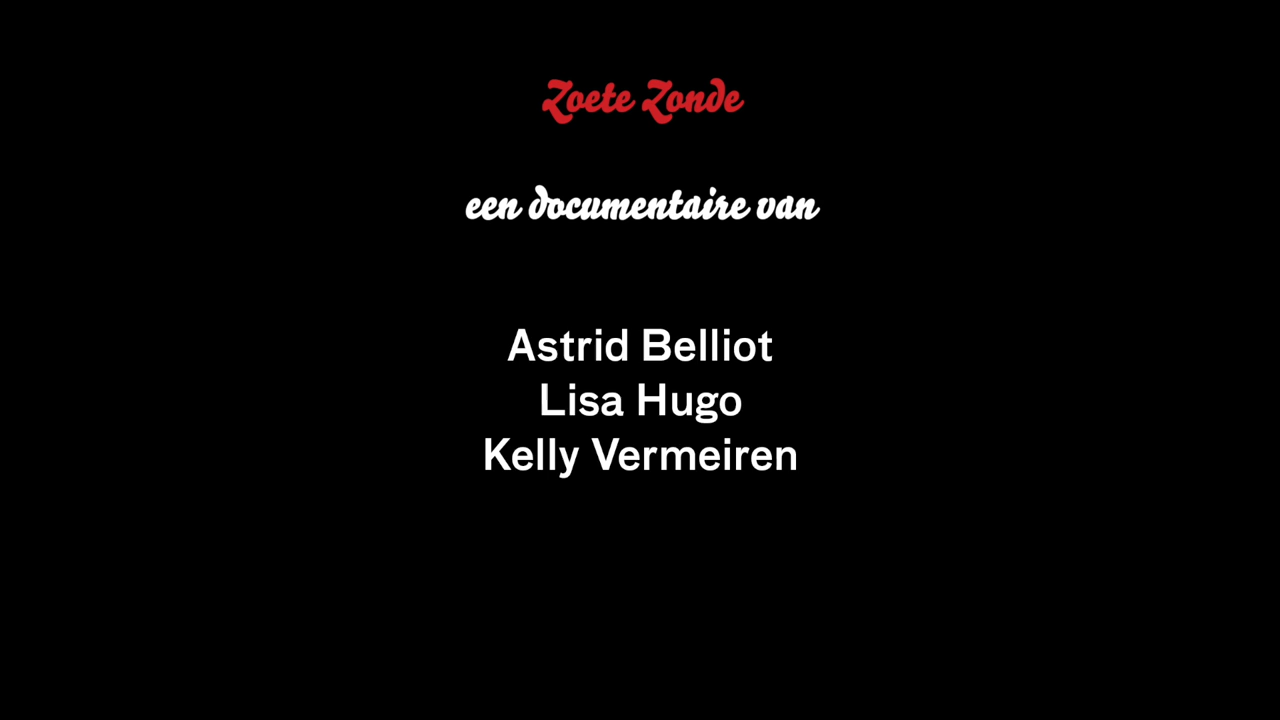 Zoete Zonde
een documentaire van
Astrid Belliot
Lisa Hugo
Kelly Vermeiren